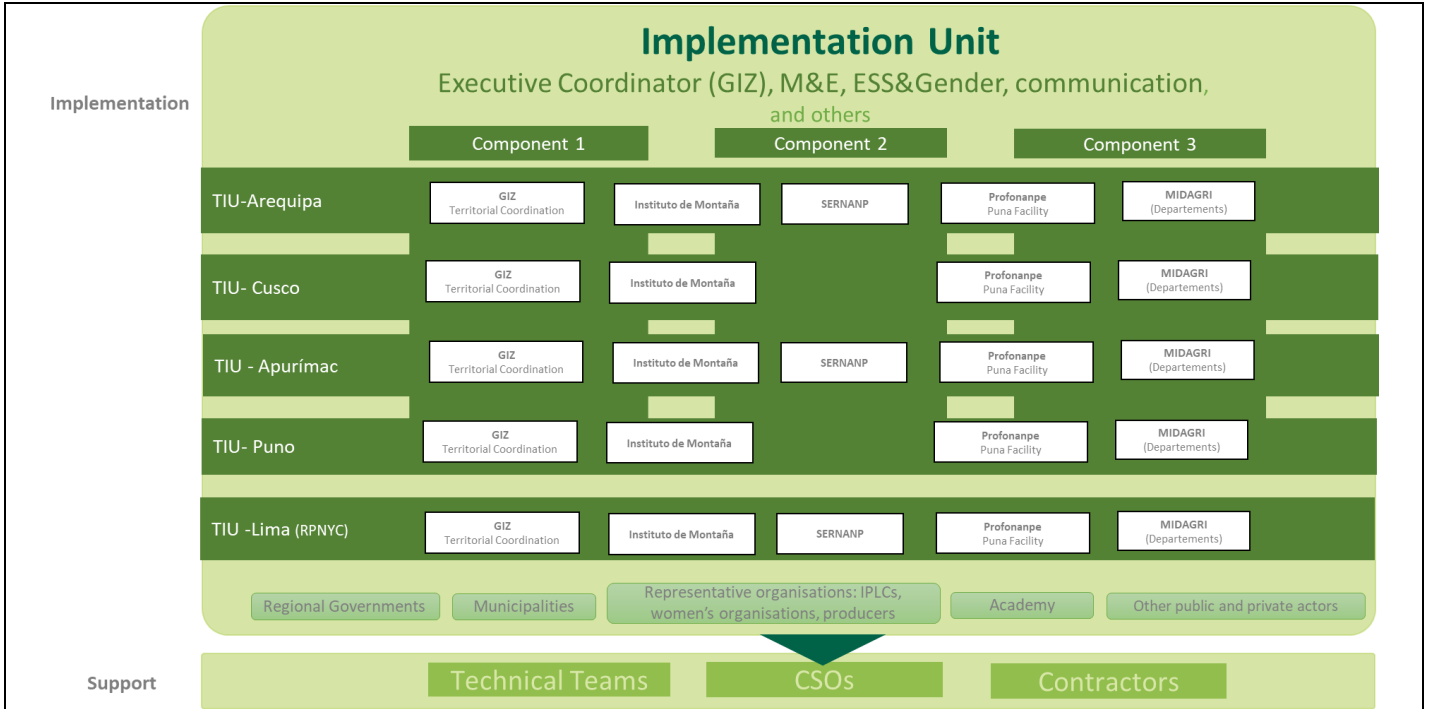 Implementation Unit
Executive Coordinator (GIZ), M&E, ESS&Gender, communication,
and others
Implementation
Component 1
Component 2
Component 3
TIU-Arequipa
GIZ
Territorial Coordination
Instituto de Montaña
SERNANP
Profonanpe
Puna Facility
MIDAGRI
(Departements)
TIU- Cusco
GIZ
Territorial Coordination
Instituto de Montaña
Profonanpe
Puna Facility
MIDAGRI
(Departements)
TIU - Apurímac
GIZ
Territorial Coordination
Instituto de Montaña
SERNANP
Profonanpe
Puna Facility
MIDAGRI
(Departements)
TIU- Puno
GIZ
Territorial Coordination
Instituto de Montaña
Profonanpe
Puna Facility
MIDAGRI
(Departements)
TIU -Lima (RPNYC)
GIZ
Territorial Coordination
Instituto de Montaña
SERNANP
Profonanpe
Puna Facility
MIDAGRI
(Departements)
Regional Governments
Municipalities
Representative organisations: IPLCs,
women's organisations, producers
Academy
Other public and private actors
Support
Technical Teams
CSOs
Contractors